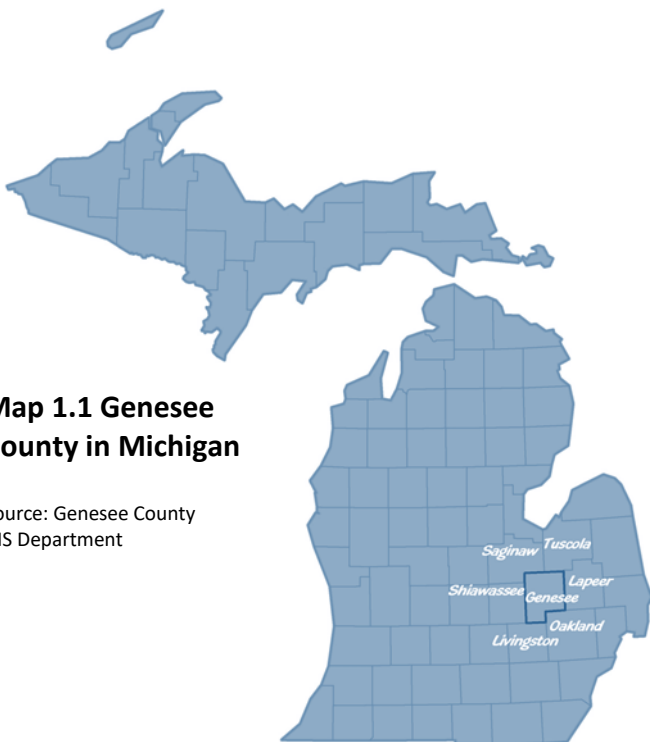 Map 1.1 Genesee
ounty in Michigan
ource: Genesee County
IS Department
Saginaw Tuscola
Shiawassee Genesee Lapeer
Livingston Oakland